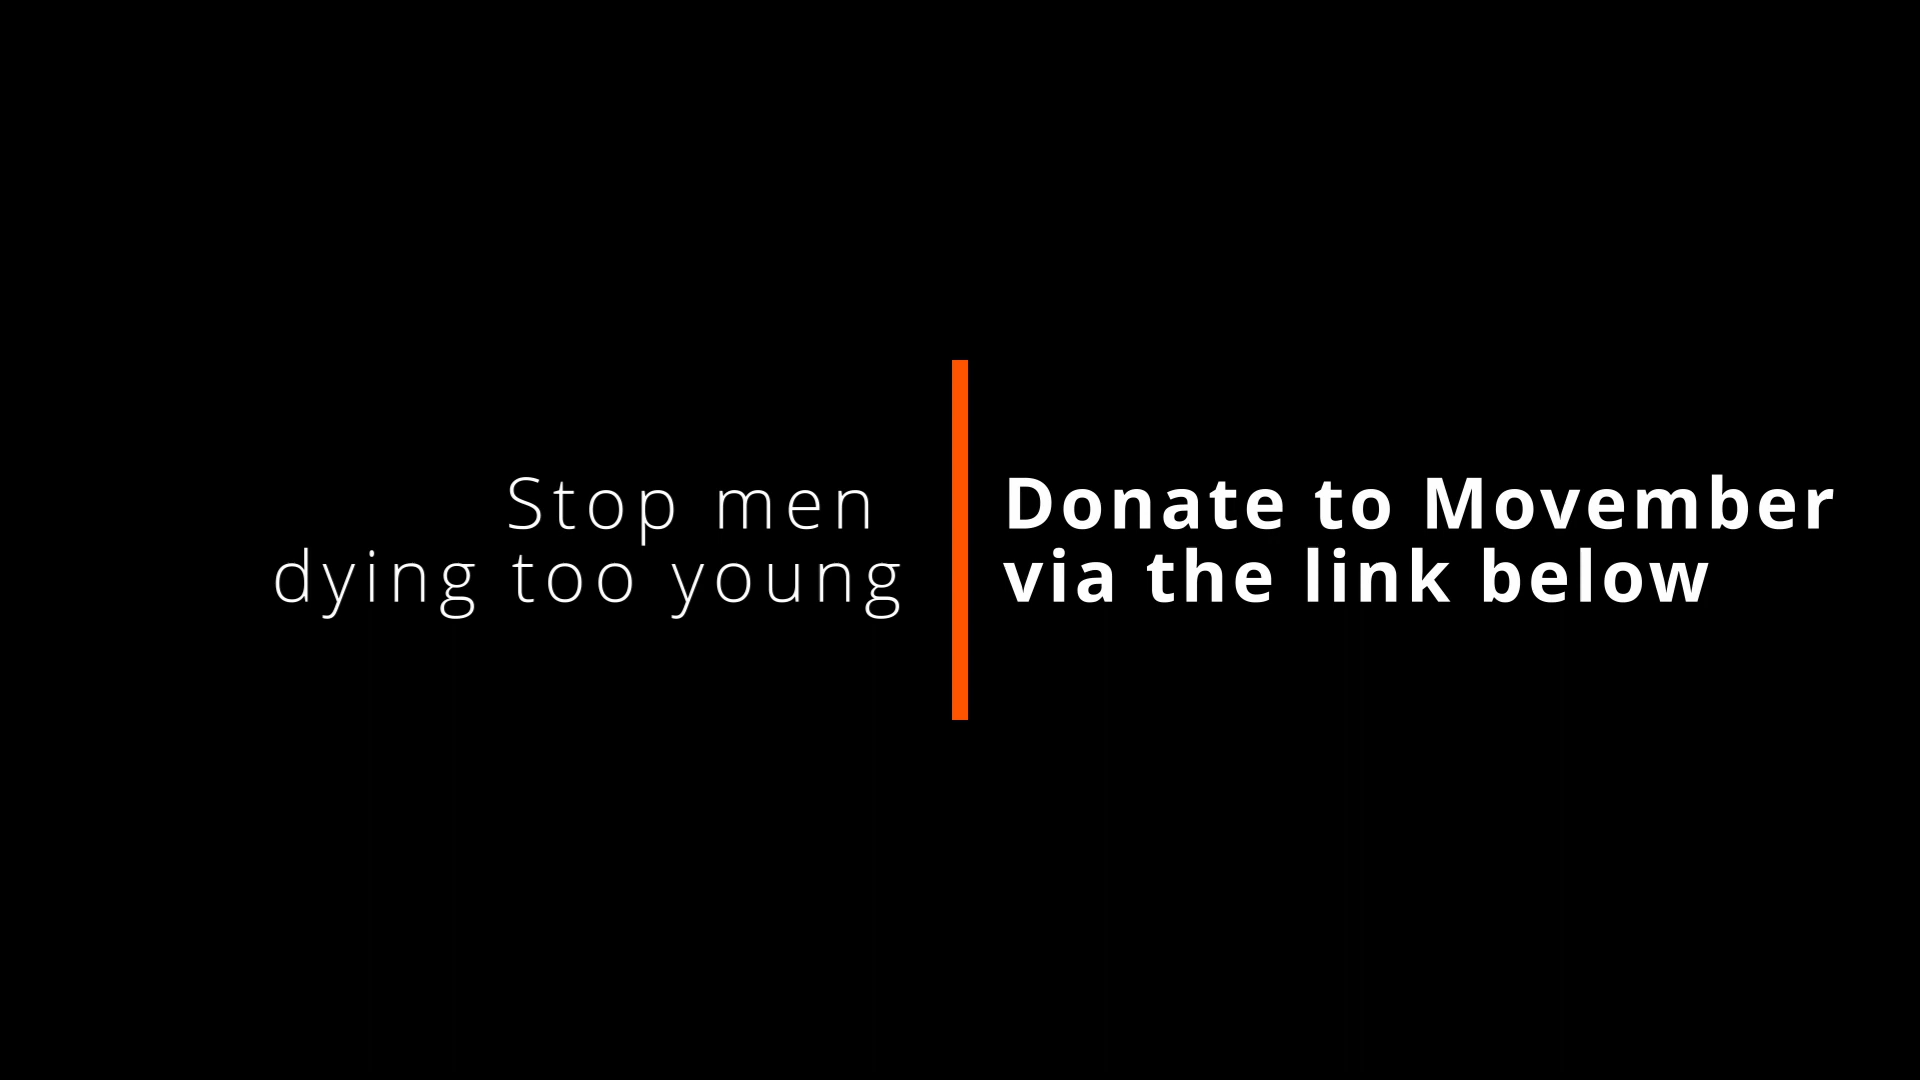 Stop men
dying too young
Donate to Movember
via the link below